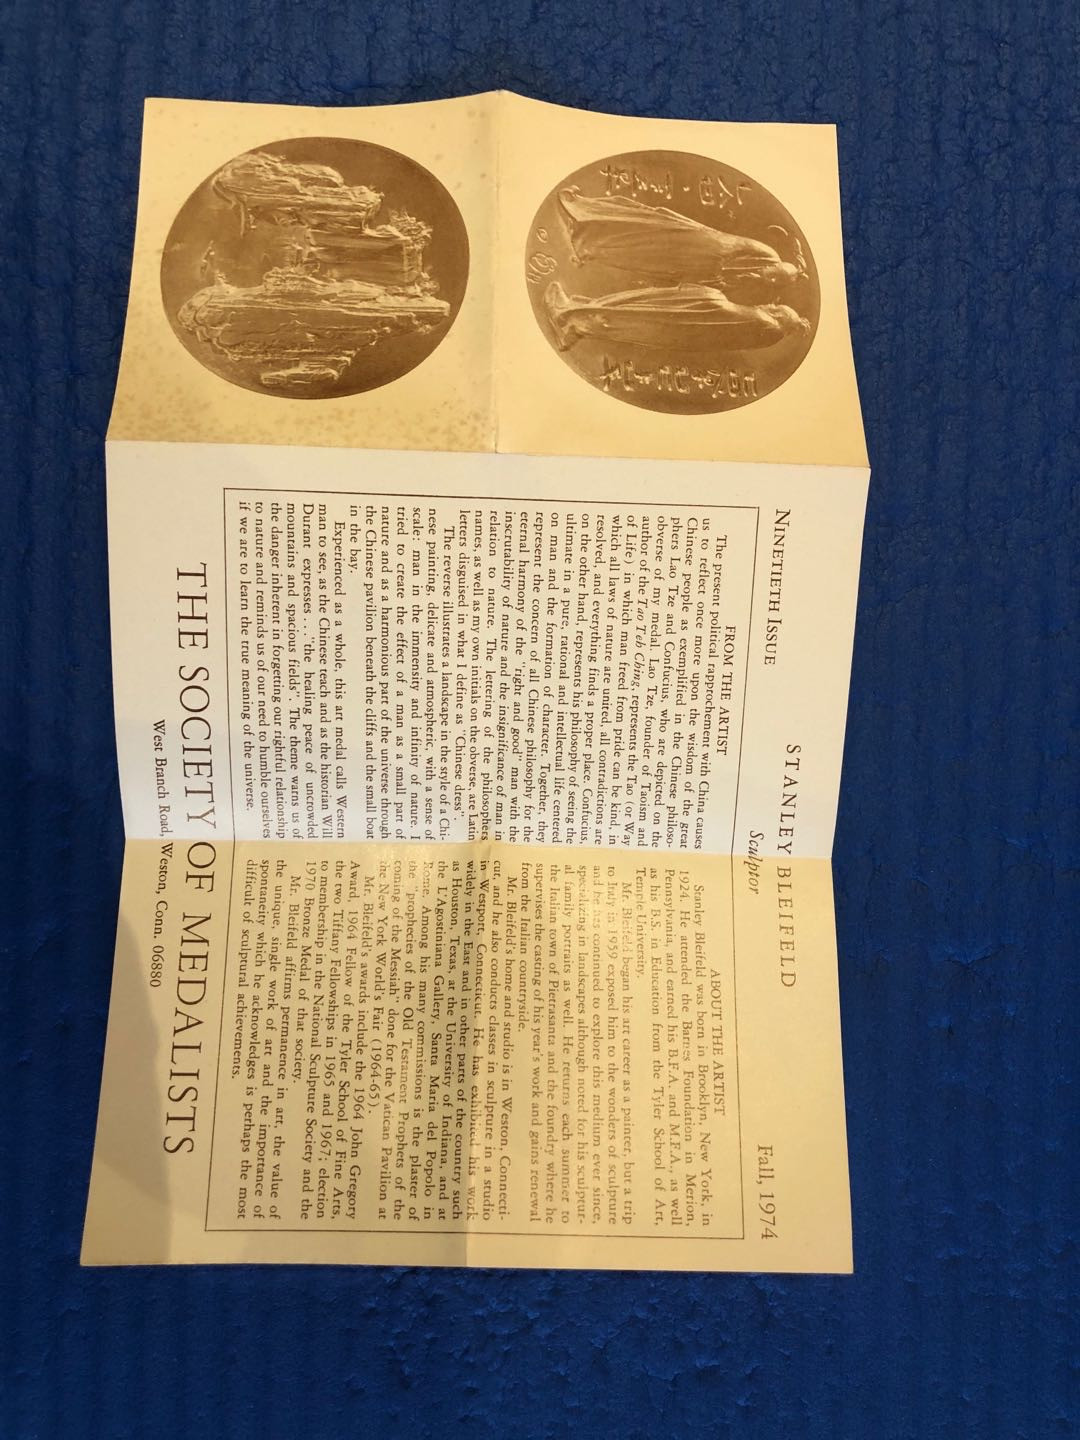 NINETIETH ISSUE
STANLEY BLEIFELD
Sculptor
Fall, 1974
FROM THE ARTIST
The present political rapprochement with China causes
us to reflect once more upon the wisdom of the great
Chinese people as exemplified in the Chinese philoso-
phers Lao Tze and Confucius, who are depicted on the
obverse of my medal. Lao Tze, founder of Taoism and
author of the Tao Teh Ching, represents the Tao (or Way
of Life) in which man freed from pride can be kind, in
which all laws of nature are united, all contradictions are
resolved, and everything finds a proper place. Confucius,
on the other hand, represents his philosophy of seeing the
ultimate in a pure, rational and intellectual life centered
on man and the formation of character. Together, they
represent the concern of all Chinese philosophy for the
eternal harmony of the "right and good" man with the
inscrutability of nature and the insignificance of man in
relation to nature. The lettering of the philosophers
names, as well as my own initials on the obverse, are Latin
letters disguised in what I define as "Chinese dress".
The reverse illustrates a landscape in the style of a Chi-
nese painting, delicate and atmospheric, with a sense of
scale: man in the immensity and infinity of nature. I
tried to create the effect of a man as a small part of
nature and as a harmonious part of the universe through
the Chinese pavilion beneath the cliffs and the small boat
in the bay.
Experienced as a whole, this art medal calls Western
man to see, as the Chinese teach and as the historian Will
Durant expresses . . . "the healing peace of uncrowded
mountains and spacious fields". The theme warns us of
the danger inherent in forgetting our rightful relationship
to nature and reminds us of our need to humble ourselves
if we are to learn the true meaning of the universe.
ABOUT THE ARTIST
Stanley Bleifeld was born in Brooklyn, New York, in
1924. He attended the Barnes Foundation in Merion,
Pennsylvania, and earned his B.F.A. and M.F.A., as well
as his B.S. in Education from the Tyler School of Art,
Temple University.
Mr. Bleifeld began his art career as a painter, but a trip
to Italy in 1959 exposed him to the wonders of sculpture
and he has continued to explore this medium ever since,
specializing in landscapes although noted for his sculptur-
al family portraits as well. He returns each summer to
the Italian town of Pietrasanta and the foundry where he
supervises the casting of his year's work and gains renewal
from the Italian countryside.
Mr. Bleifeld's home and studio is in Weston, Connecti-
cut, and he also conducts classes in sculpture in a studio
in Westport, Connecticut. He has exhibited his work
widely in the East and in other parts of the country such
as Houston, Texas, at the University of Indiana, and at
the L'Agostiniana Gallery, Santa Maria del Popolo in
Rome. Among his many commissions is the plaster of
the "prophecies of the Old Testament Prophets of the
coming of the Messiah" done for the Vatican Pavilion at
the New York World's Fair (1964-65).
Mr. Bleifeld's awards include the 1964 John Gregory
Award, 1964 Fellow of the Tyler School of Fine Arts,
the two Tiffany Fellowships in 1965 and 1967; election
to membership in the National Sculpture Society and the
1970 Bronze Medal of that society.
Mr. Bleifeld affirms permanence in art, the value of
the unique, single work of art and the importance of
spontaneity which he acknowledges is perhaps the most
difficult of sculptural achievements.
THE SOCIETY OF MEDALISTS
West Branch Road, Weston, Conn. 06880